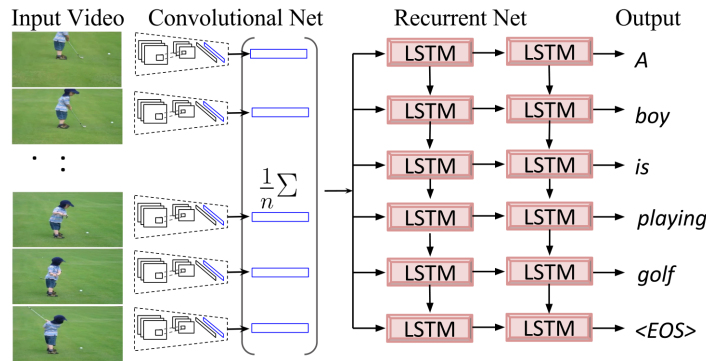 Input Video Convolutional Net Recurrent Net Output
LSTM LSTM A
LSTM LSTM boy
LSTM LSTM is
1/n ∑
LSTM LSTM playing
LSTM LSTM golf
LSTM LSTM <EOS>